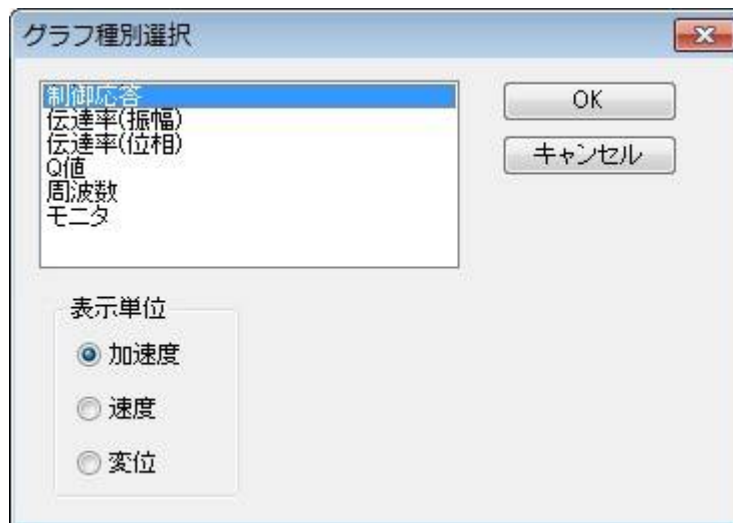 グラフ種別選択
制御応答
伝達率(振幅)
伝達率(位相)
Q値
周波数
モニタ
OK
キャンセル
表示単位
加速度
速度
変位